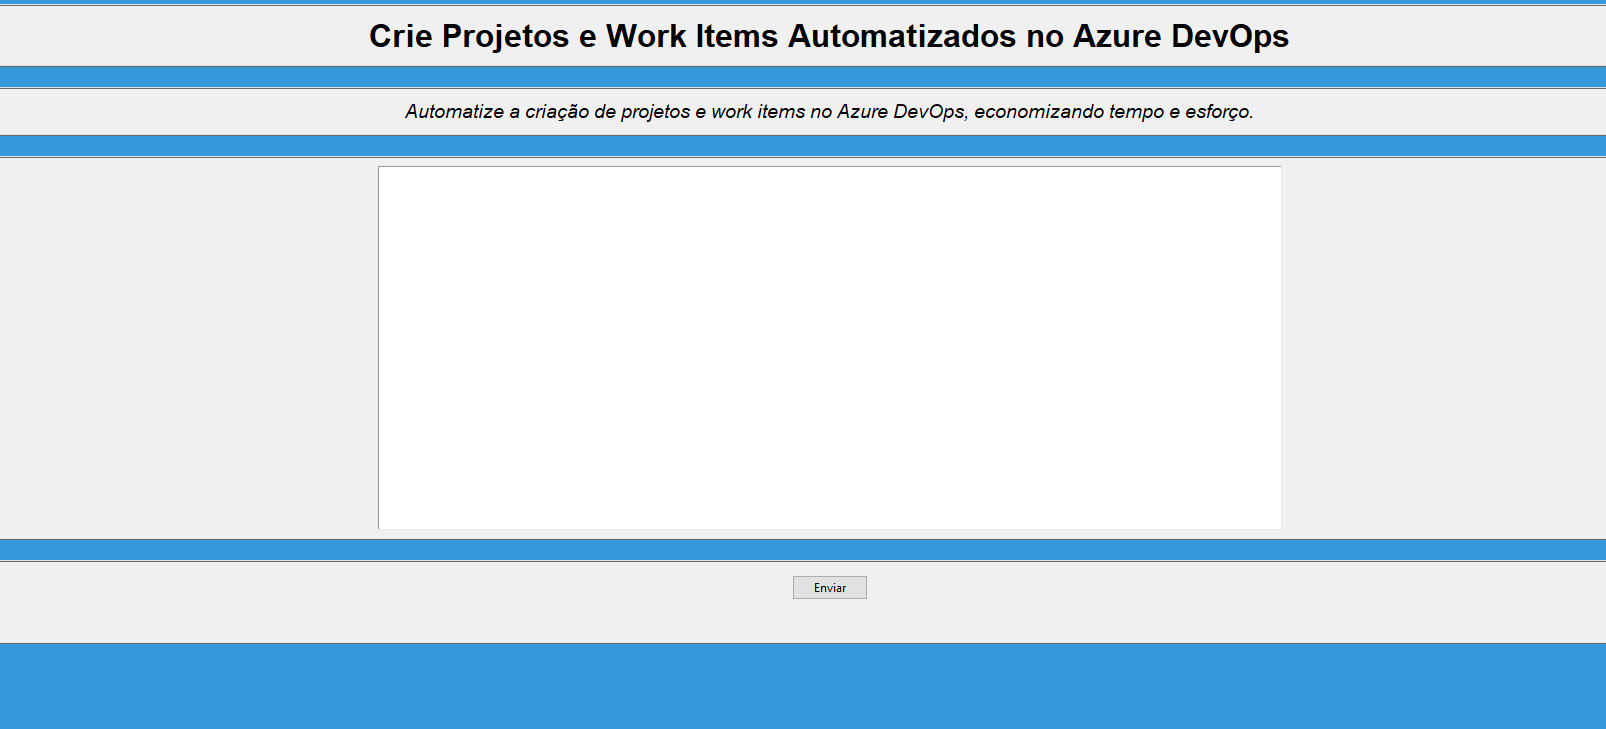 Crie Projetos e Work Items Automatizados no Azure DevOps
Automatize a criação de projetos e work items no Azure DevOps, economizando tempo e esforço.
Enviar